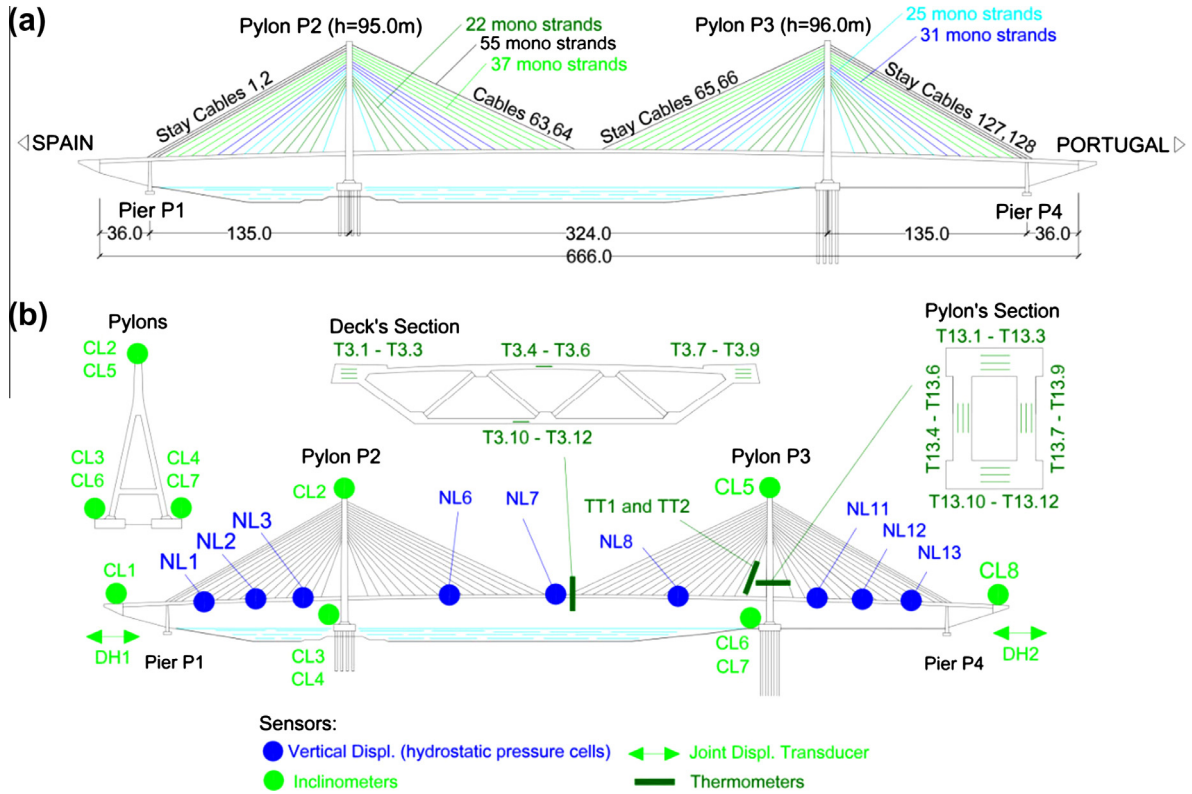 (a)
Pylon P2 (h=95.0m)
22 mono strands
55 mono strands
37 mono strands
Pylon P3 (h=96.0m)
25 mono strands
31 mono strands
Stay Cables 1,2
Cables 63,64
Stay Cables 65,66
Stay Cables 127,128
SPAIN
PORTUGAL
Pier P1
Pier P4
36.0
135.0
324.0
135.0
36.0
666.0
(b)
Pylons
CL2
CL5
CL3
CL6
CL4
CL7
Deck's Section
T3.1 - T3.3
T3.4 - T3.6
T3.7 - T3.9
T3.10 - T3.12
Pylon's Section
T13.1 - T13.3
T13.4 - T13.6
T13.7 - T13.9
T13.10 - T13.12
Pylon P2
Pylon P3
CL2
CL5
NL1
NL2
NL3
NL6
NL7
NL8
TT1 and TT2
NL11
NL12
NL13
CL1
CL8
DH1
Pier P1
CL3
CL4
CL6
CL7
Pier P4
DH2
Sensors:
Vertical Displ. (hydrostatic pressure cells)
Joint Displ. Transducer
Inclinometers
Thermometers